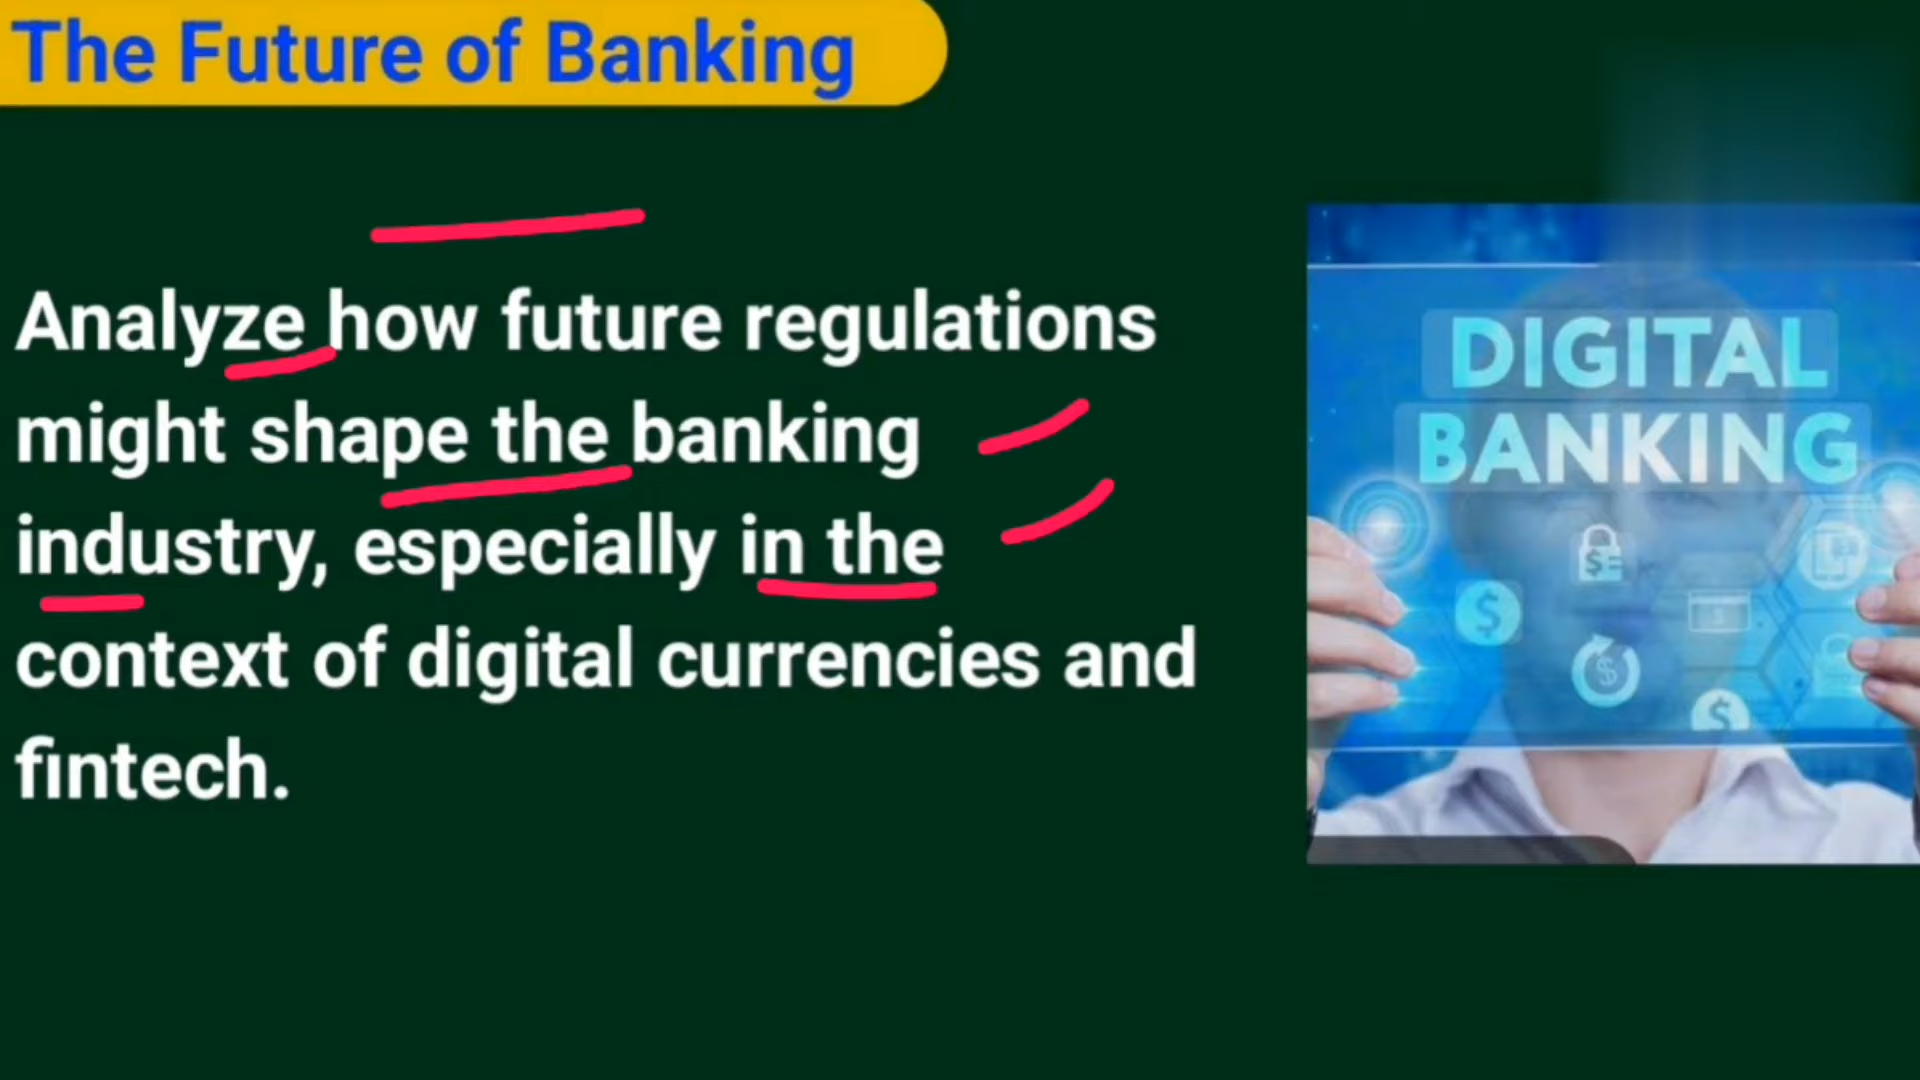 The Future of Banking
Analyze how future regulations
might shape the banking
industry, especially in the
context of digital currencies and
fintech.
DIGITAL
BANKING